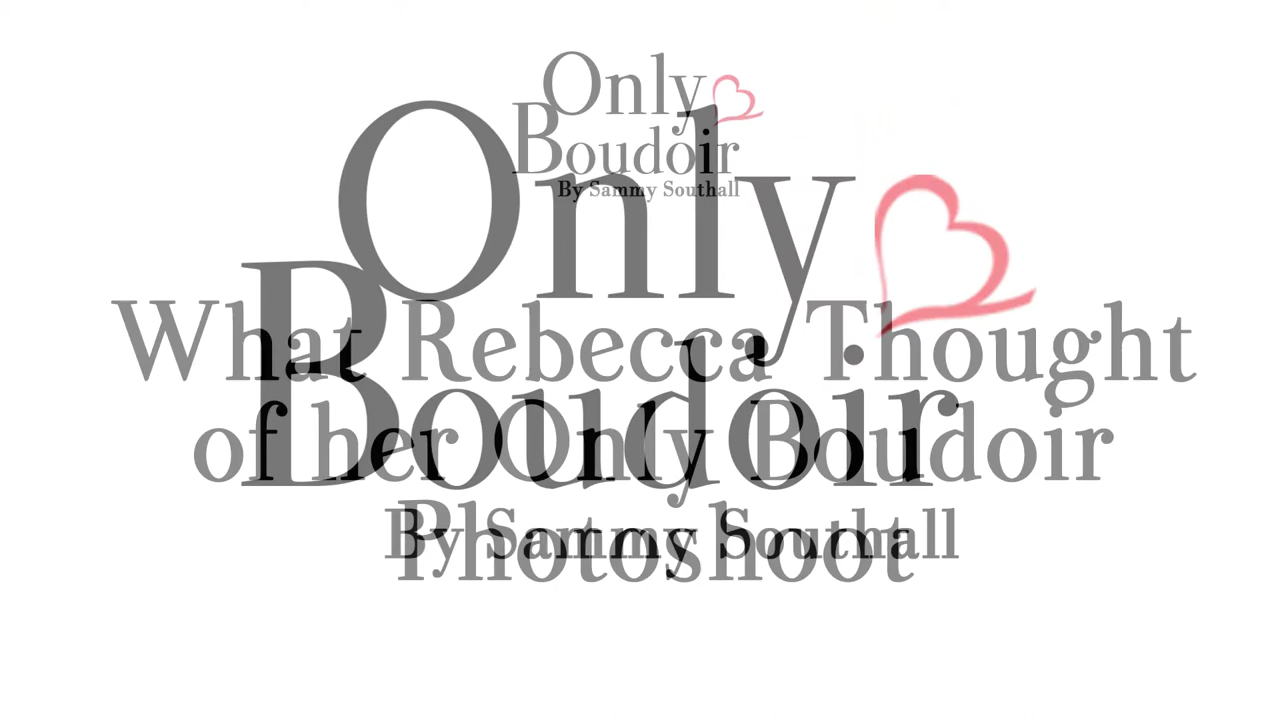 Only
Boudoir
By Sammy Southall
Only
Boudoir
By Sammy Southall
What Rebecca Thought
of her Only Boudoir
Photoshoot